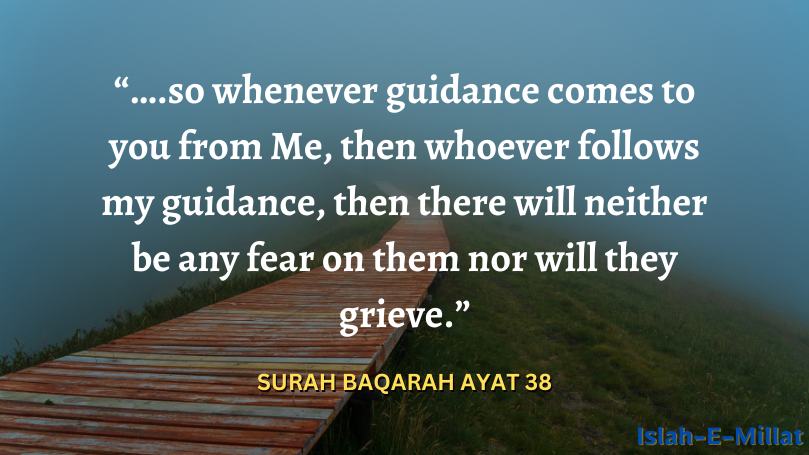 “....so whenever guidance comes to
you from Me, then whoever follows
my guidance, then there will neither
be any fear on them nor will they
grieve.”
SURAH BAQARAH AYAT 38
Islah-E-Millat